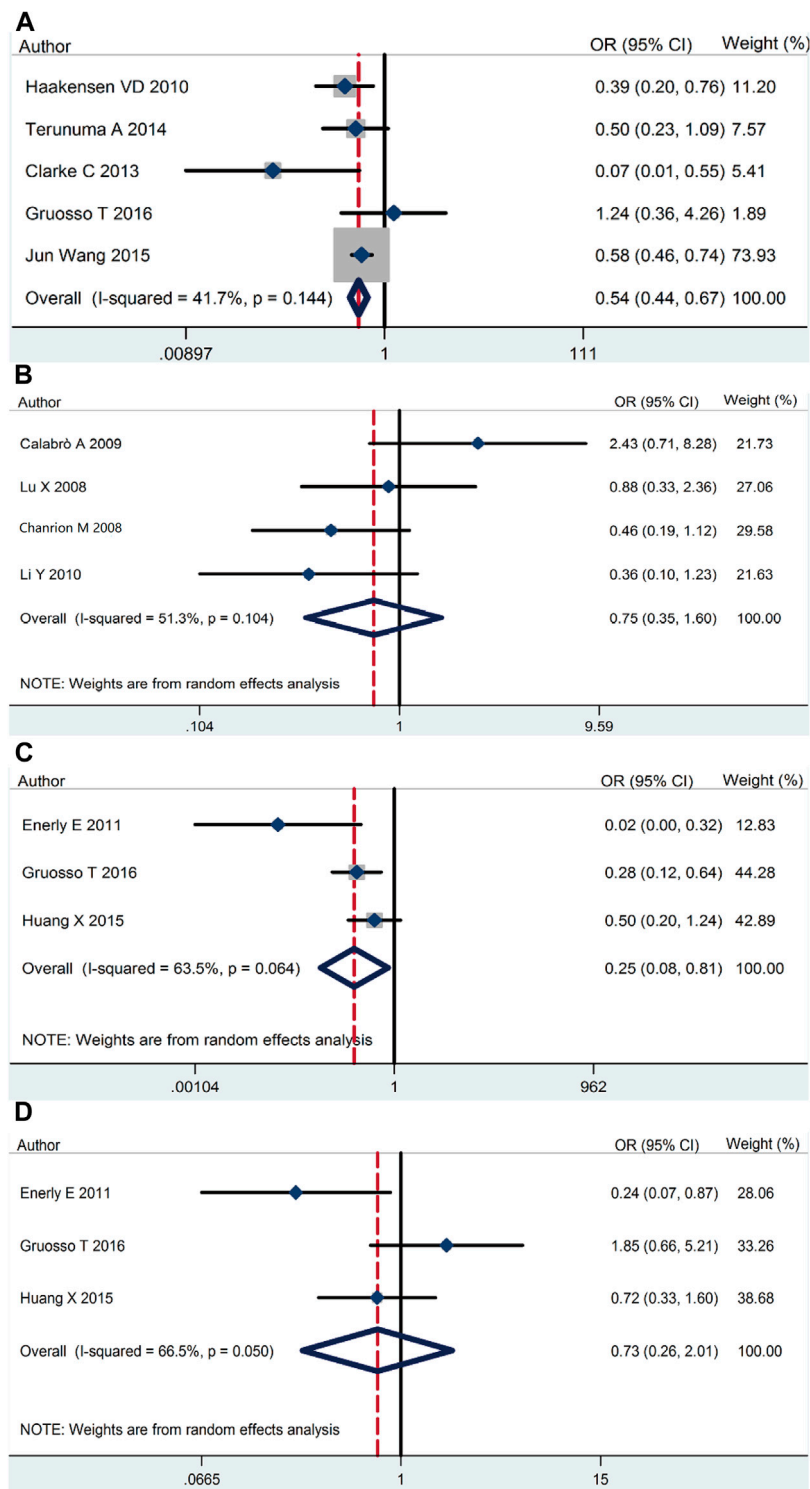 A
Author OR (95% CI) Weight (%)
Haakensen VD 2010 0.39 (0.20, 0.76) 11.20
Terunuma A 2014 0.50 (0.23, 1.09) 7.57
Clarke C 2013 0.07 (0.01, 0.55) 5.41
Gruosso T 2016 1.24 (0.36, 4.26) 1.89
Jun Wang 2015 0.58 (0.46, 0.74) 73.93
Overall (I-squared = 41.7%, p = 0.144) 0.54 (0.44, 0.67) 100.00
.00897 1 111
B
Author OR (95% CI) Weight (%)
Calabrò A 2009 2.43 (0.71, 8.28) 21.73
Lu X 2008 0.88 (0.33, 2.36) 27.06
Chanrion M 2008 0.46 (0.19, 1.12) 29.58
Li Y 2010 0.36 (0.10, 1.23) 21.63
Overall (I-squared = 51.3%, p = 0.104) 0.75 (0.35, 1.60) 100.00
NOTE: Weights are from random effects analysis
.104 1 9.59
C
Author OR (95% CI) Weight (%)
Enerly E 2011 0.02 (0.00, 0.32) 12.83
Gruosso T 2016 0.28 (0.12, 0.64) 44.28
Huang X 2015 0.50 (0.20, 1.24) 42.89
Overall (I-squared = 63.5%, p = 0.064) 0.25 (0.08, 0.81) 100.00
NOTE: Weights are from random effects analysis
.00104 1 962
D
Author OR (95% CI) Weight (%)
Enerly E 2011 0.24 (0.07, 0.87) 28.06
Gruosso T 2016 1.85 (0.66, 5.21) 33.26
Huang X 2015 0.72 (0.33, 1.60) 38.68
Overall (I-squared = 66.5%, p = 0.050) 0.73 (0.26, 2.01) 100.00
NOTE: Weights are from random effects analysis
.0665 1 15